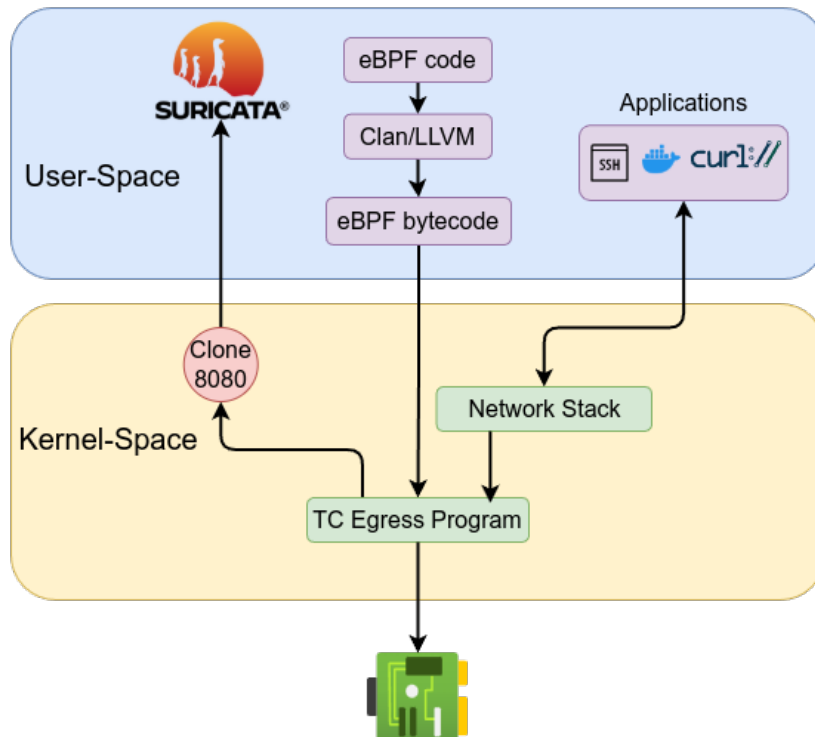 SURICATA®
eBPF code
Clan/LLVM
eBPF bytecode
Applications
SSH
curl://
User-Space
Clone
8080
Kernel-Space
Network Stack
TC Egress Program